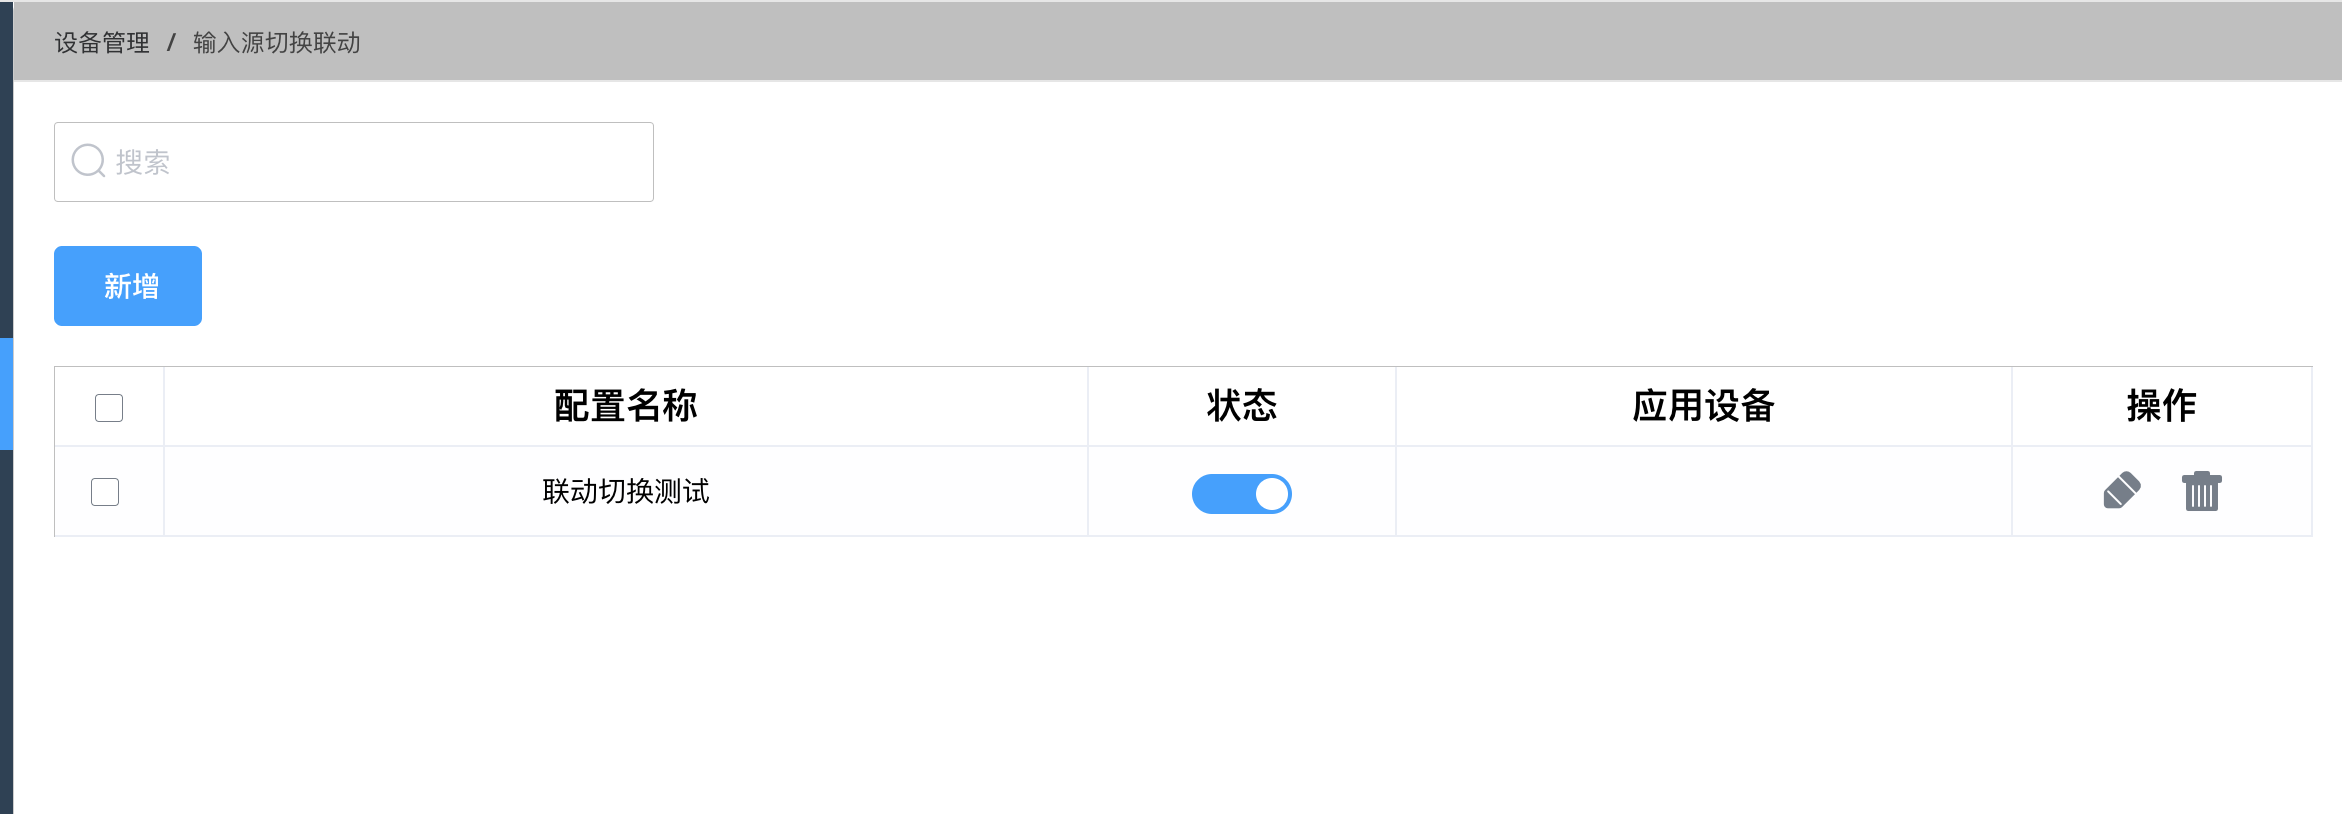 设备管理 / 输入源切换联动
搜索
新增
配置名称 状态 应用设备 操作
联动切换测试